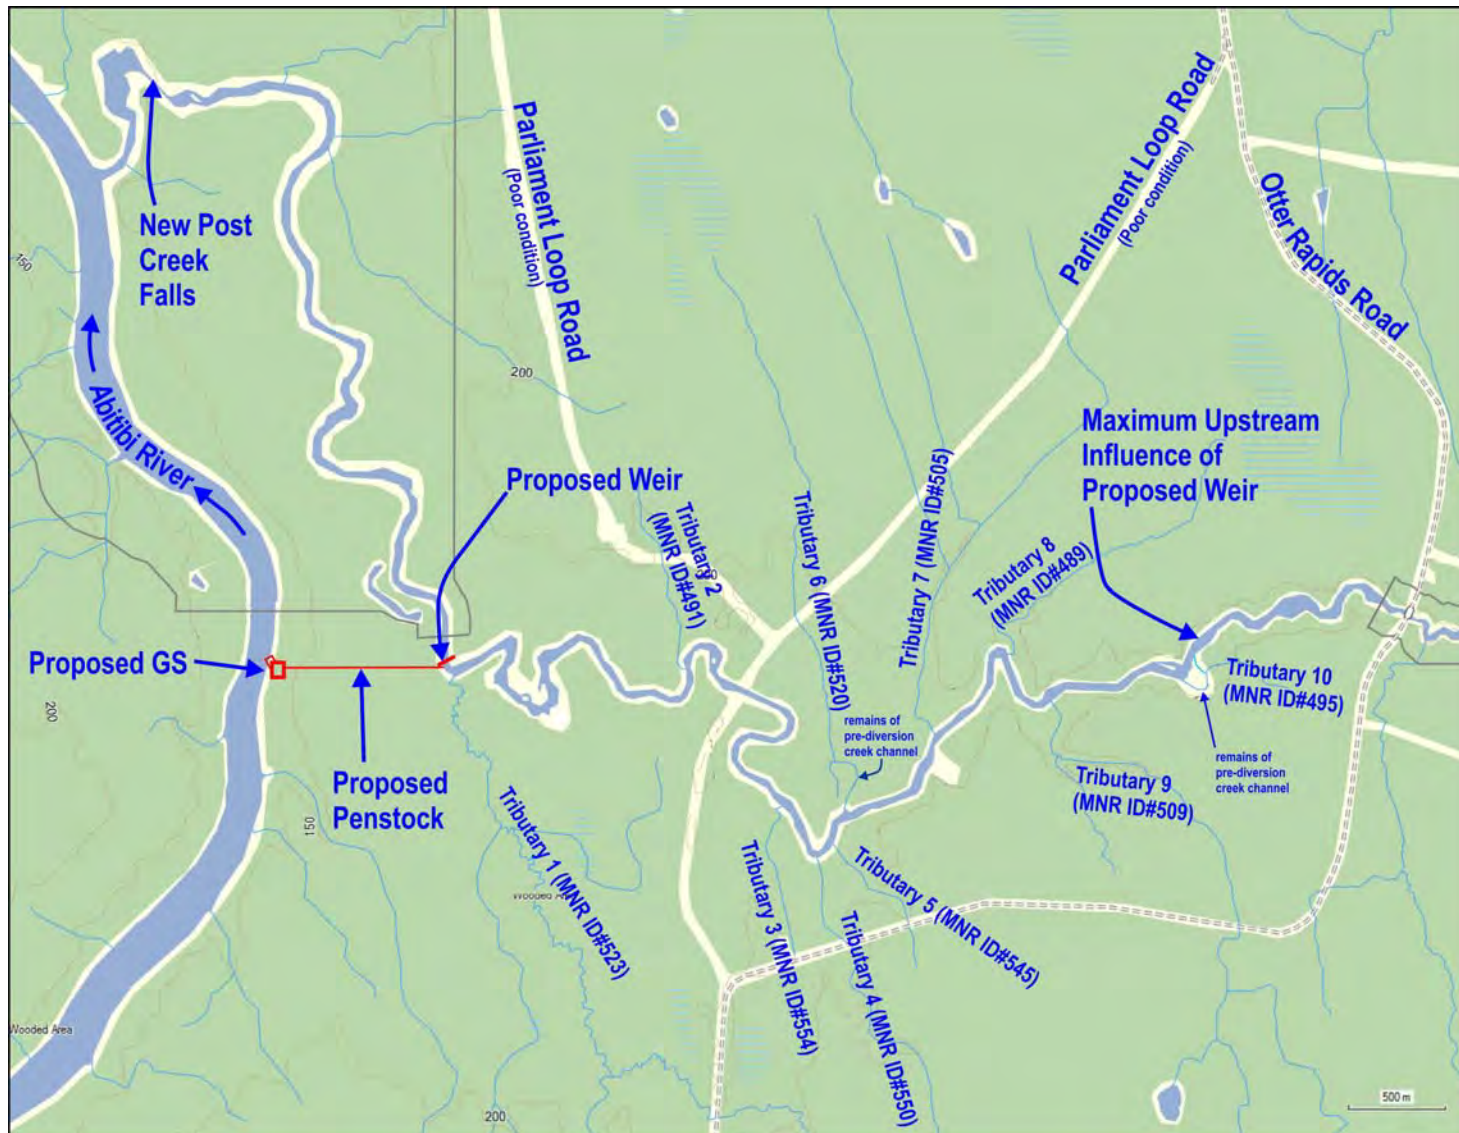 New Post
Creek
Falls
Parliament Loop Road
(Poor condition)
Parliament Loop Road
(Poor condition)
Otter Rapids Road
150
Abitibi River
200
Proposed Weir
Maximum Upstream
Influence of
Proposed Weir
Tributary 2
(MNR ID#491)
Tributary 6 (MNR ID#520)
Tributary 7 (MNR ID#505)
Tributary 8
(MNR ID#489)
Proposed GS
Tributary 10
(MNR ID#495)
200
remains of
pre-diversion
creek channel
remains of
pre-diversion
creek channel
Proposed
Penstock
150
Tributary 9
(MNR ID#509)
Tributary 1 (MNR ID#523)
Tributary 3 (MNR ID#554)
Tributary 4 (MNR ID#550)
Tributary 5 (MNR ID#545)
Wooded
Wooded Area
200
500 m